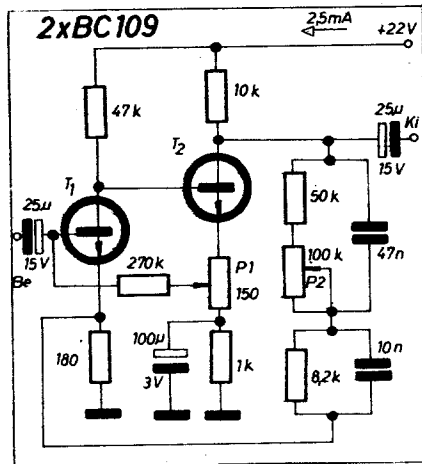 2xBC109
2,5mA
+22V
47k
10k
25µ
Ki
15V
T2
T1
25µ
15V
Be
50k
100k
P2
47n
270k
P1
150
100µ
3V
180
1k
8,2k
10n